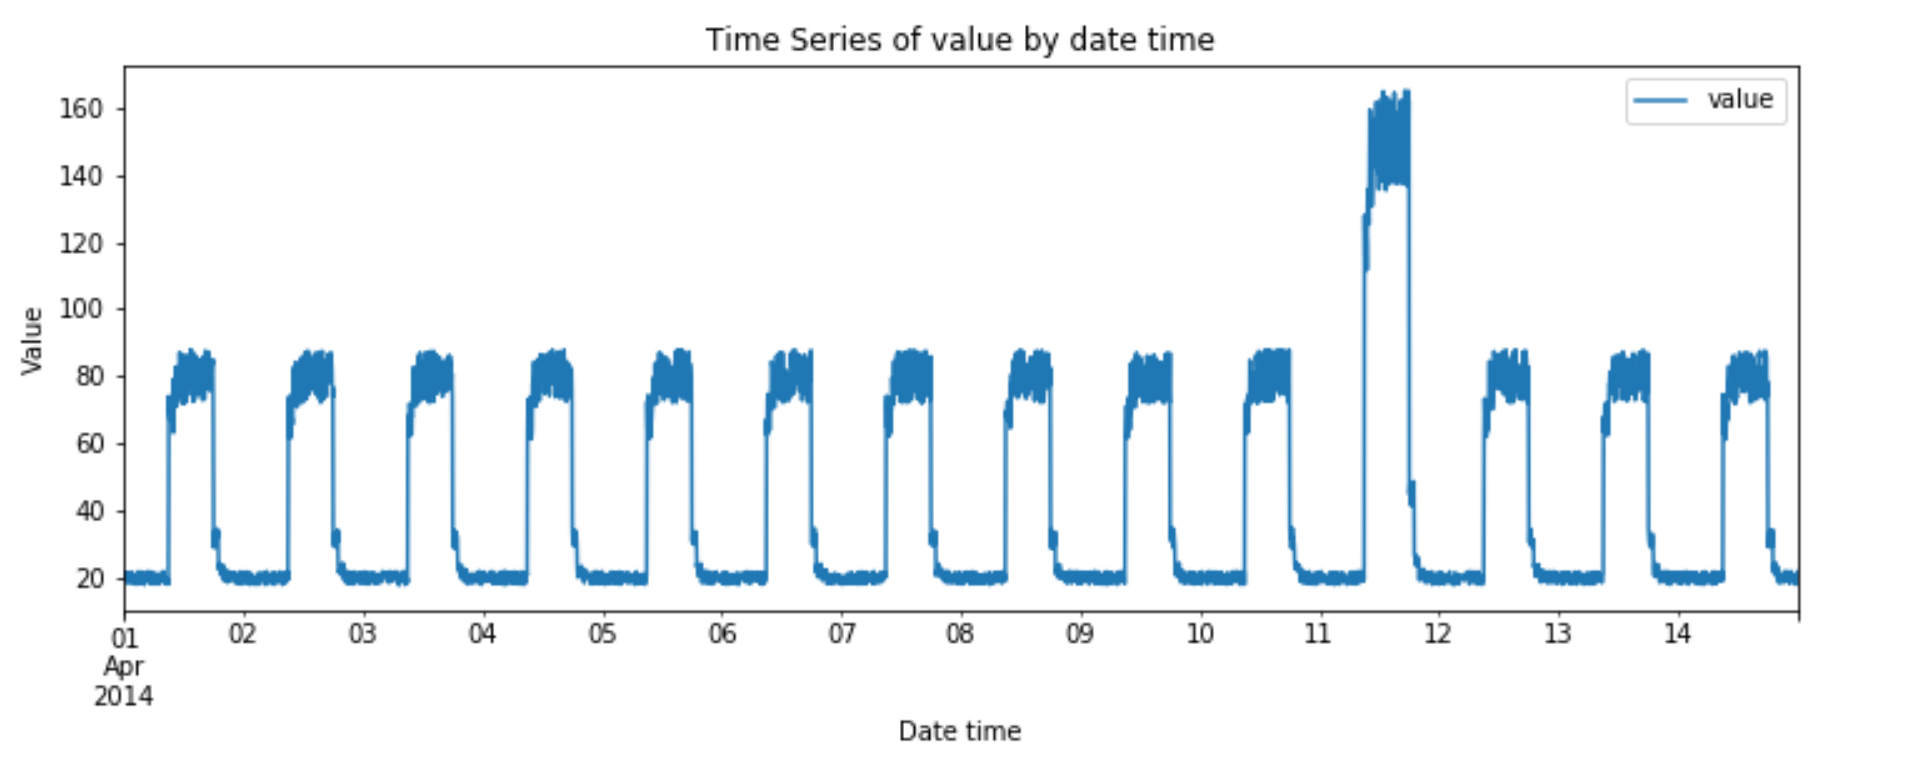 Time Series of value by date time
value
160
140
120
100
80
60
40
20
Value
01 02 03 04 05 06 07 08 09 10 11 12 13 14
Apr
2014
Date time